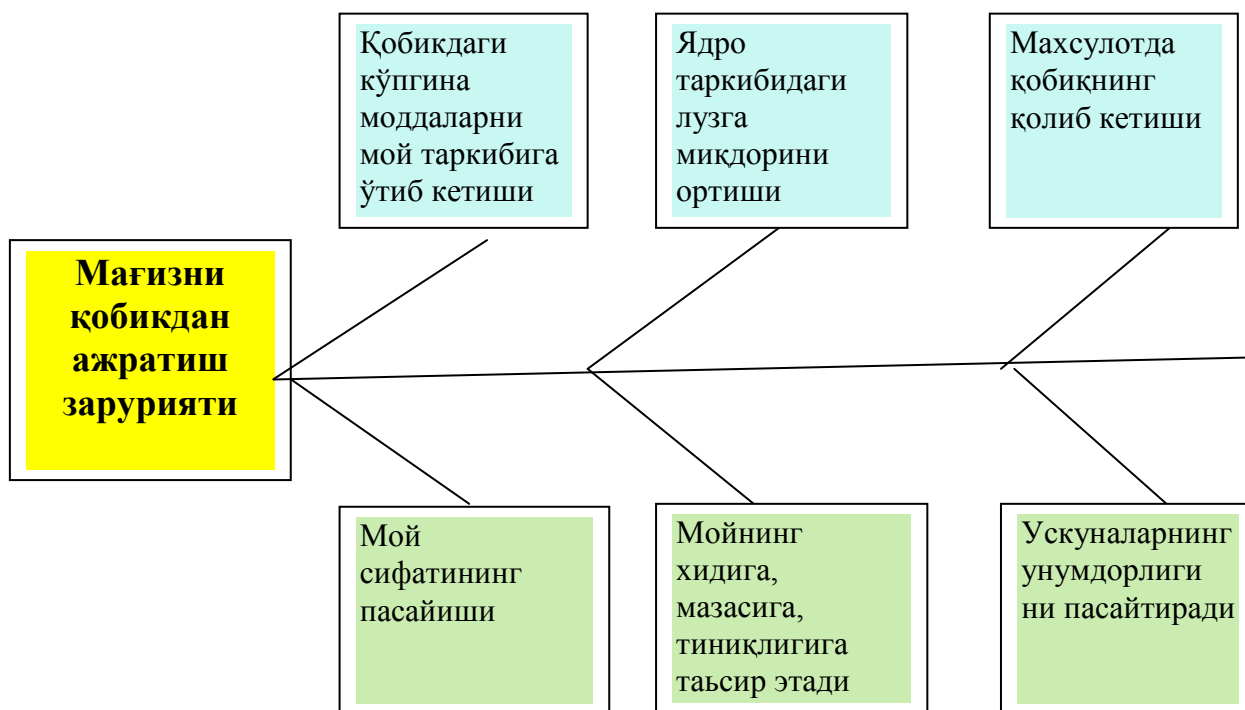 Қобикдаги
кўпгина
моддаларни
мой таркибига
ўтиб кетиши
Ядро
таркибидаги
лузга
миқдорини
ортиши
Махсулотда
қобиқнинг
қолиб кетиши
Мағизни
қобикдан
ажратиш
зарурияти
Мой
сифатининг
пасайиши
Мойнинг
хидига,
мазасига,
тиниқлигига
таьсир этади
Ускуналарнинг
унумдорлиги
ни пасайтиради